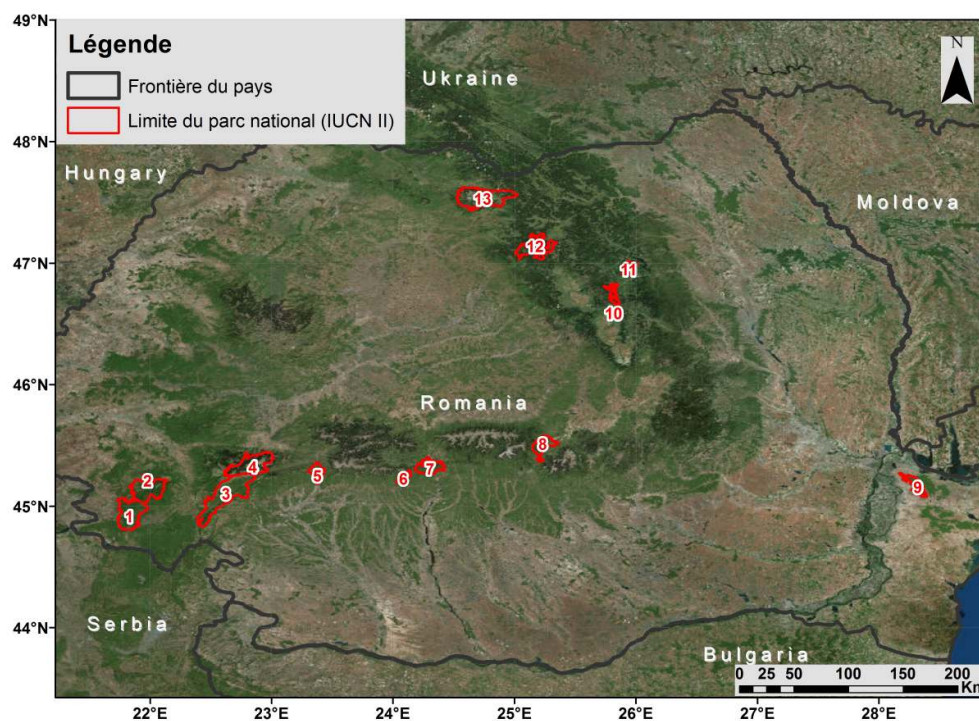 49°N
48°N
47°N
46°N
45°N
44°N
Légende
Frontière du pays
Limite du parc national (IUCN II)
N
Ukraine
Hungary
Moldova
Romania
Serbia
Bulgaria
13
12
11
10
8
7
6
5
4
3
2
1
9
0 25 50 100 150 200
Km
22°E 23°E 24°E 25°E 26°E 27°E 28°E